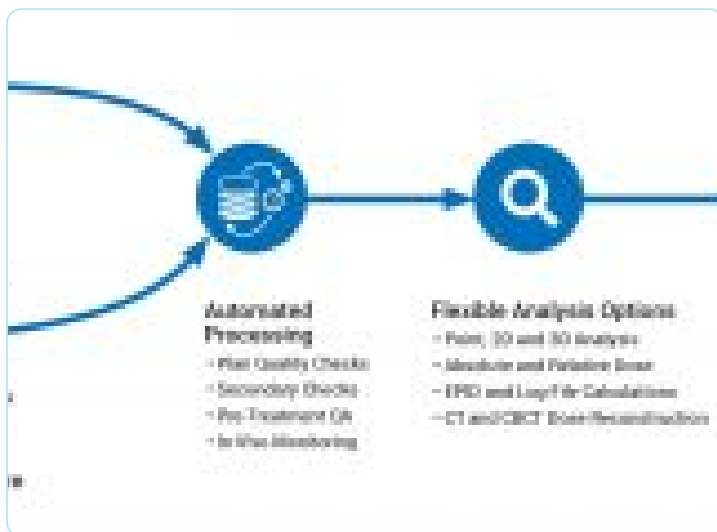 Automated
Processing
- Plan Quality Checks
- Secondary Checks
- Pre Treatment QA
- In Vivo Monitoring
Flexible Analysis Options
- Point, 2D and 3D Analysis
- Absolute and Relative Dose
- EPID and Log File Calculations
- CT and CBCT Dose Reconstruction